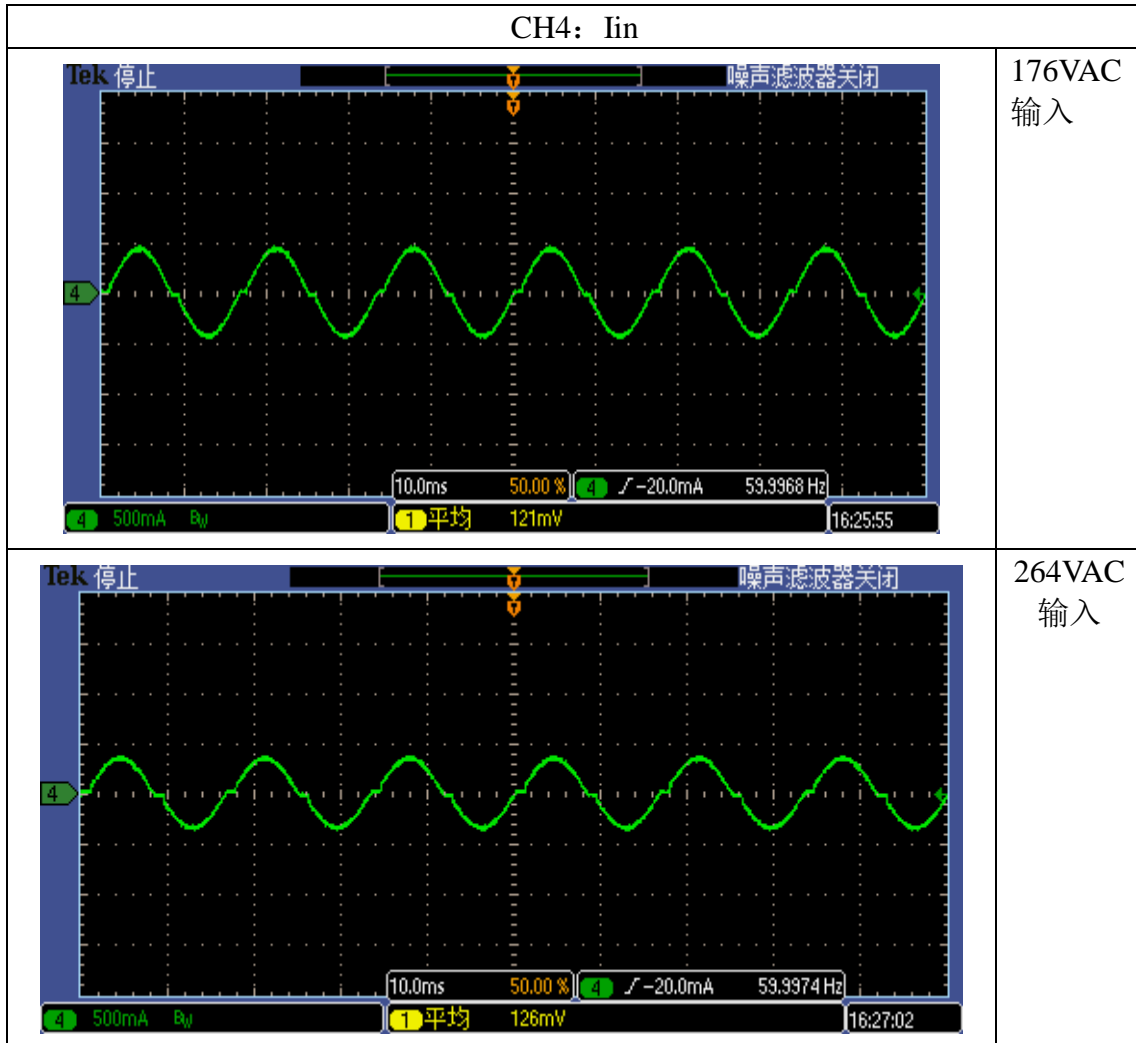 CH4：Iin
Tek 停止
噪声滤波器关闭
176VAC
输入
4
10.0ms
50.00 %
4
-20.0mA
59.9968 Hz
4 500mA BW
1 平均 121mV
16:25:55
Tek 停止
噪声滤波器关闭
264VAC
输入
4
10.0ms
50.00 %
4
-20.0mA
59.9974 Hz
4 500mA BW
1 平均 126mV
16:27:02